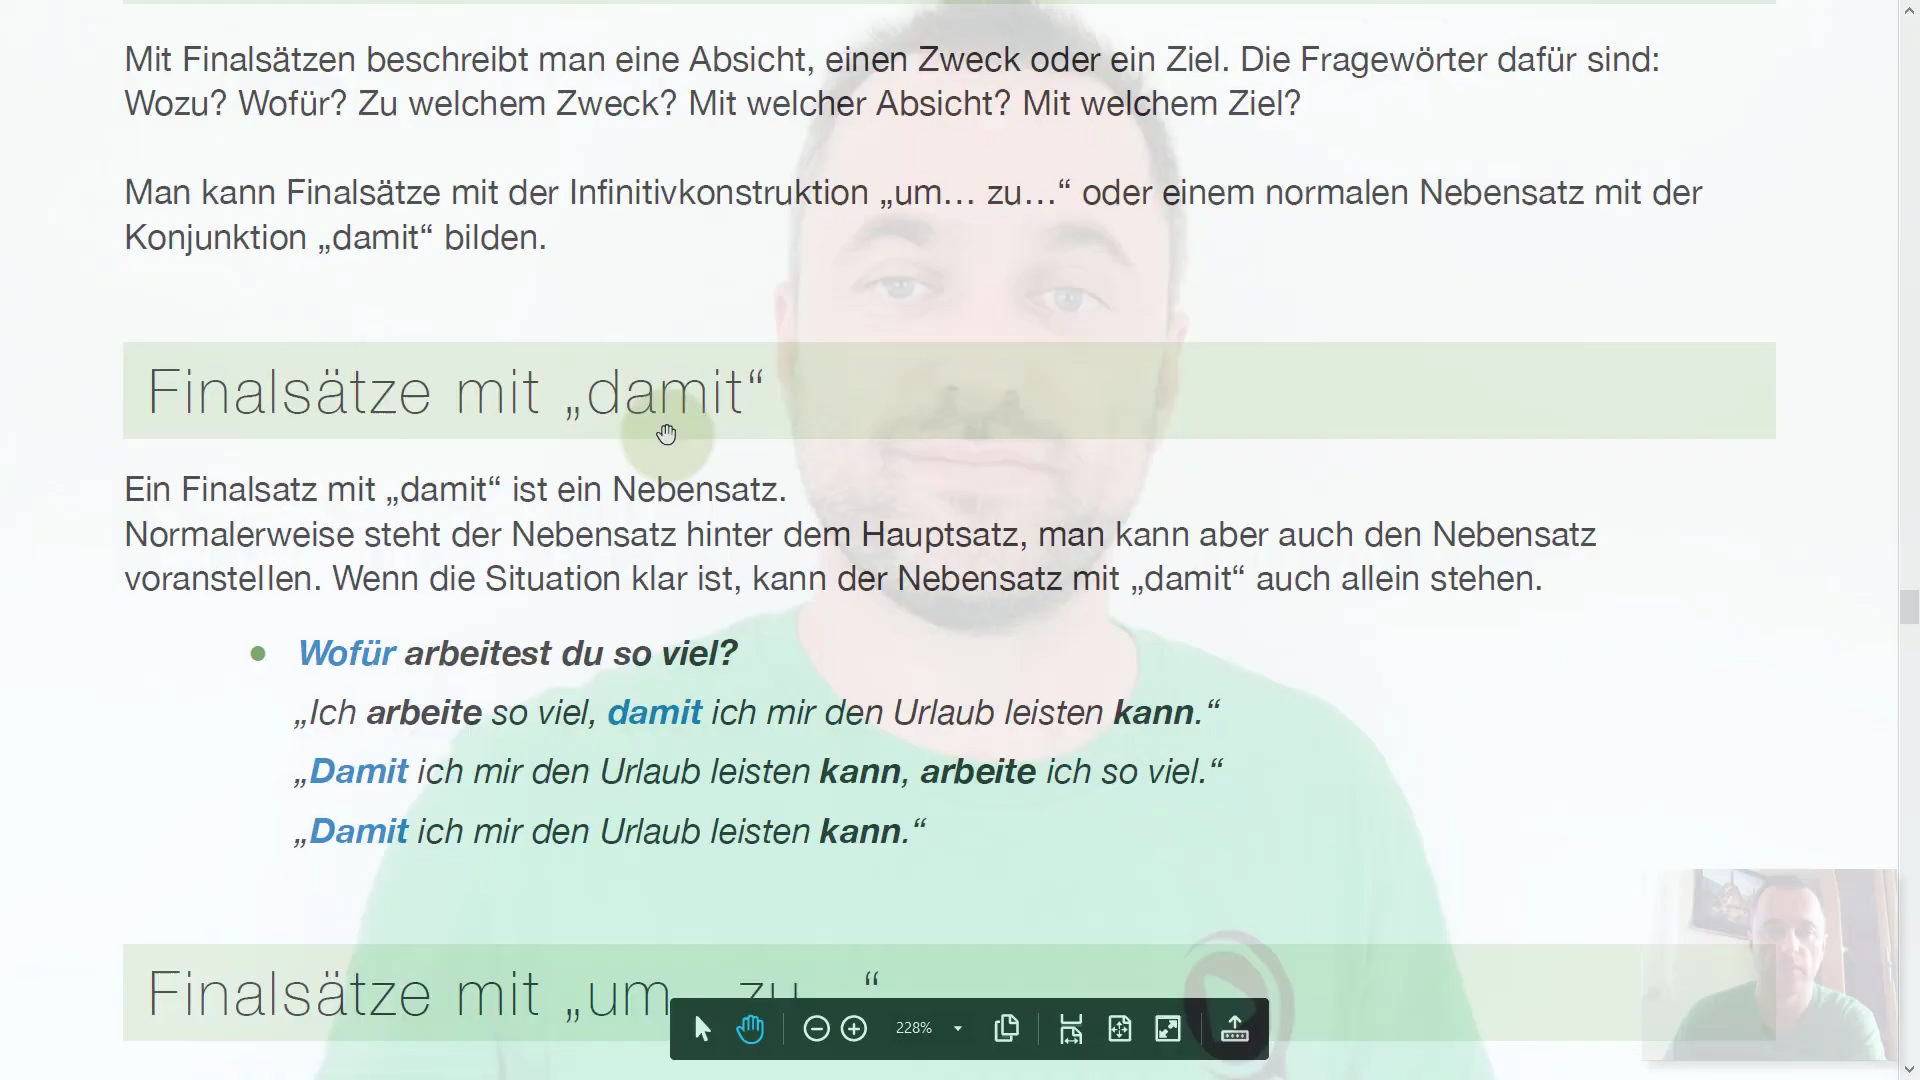 Mit Finalsätzen beschreibt man eine Absicht, einen Zweck oder ein Ziel. Die Fragewörter dafür sind:
Wozu? Wofür? Zu welchem Zweck? Mit welcher Absicht? Mit welchem Ziel?
Man kann Finalsätze mit der Infinitivkonstruktion „um… zu…“ oder einem normalen Nebensatz mit der
Konjunktion „damit“ bilden.
Finalsätze mit „damit“
Ein Finalsatz mit „damit“ ist ein Nebensatz.
Normalerweise steht der Nebensatz hinter dem Hauptsatz, man kann aber auch den Nebensatz
voranstellen. Wenn die Situation klar ist, kann der Nebensatz mit „damit“ auch allein stehen.
• Wofür arbeitest du so viel?
„Ich arbeite so viel, damit ich mir den Urlaub leisten kann.“
„Damit ich mir den Urlaub leisten kann, arbeite ich so viel.“
„Damit ich mir den Urlaub leisten kann.“
Finalsätze mit „um… zu…“
228%